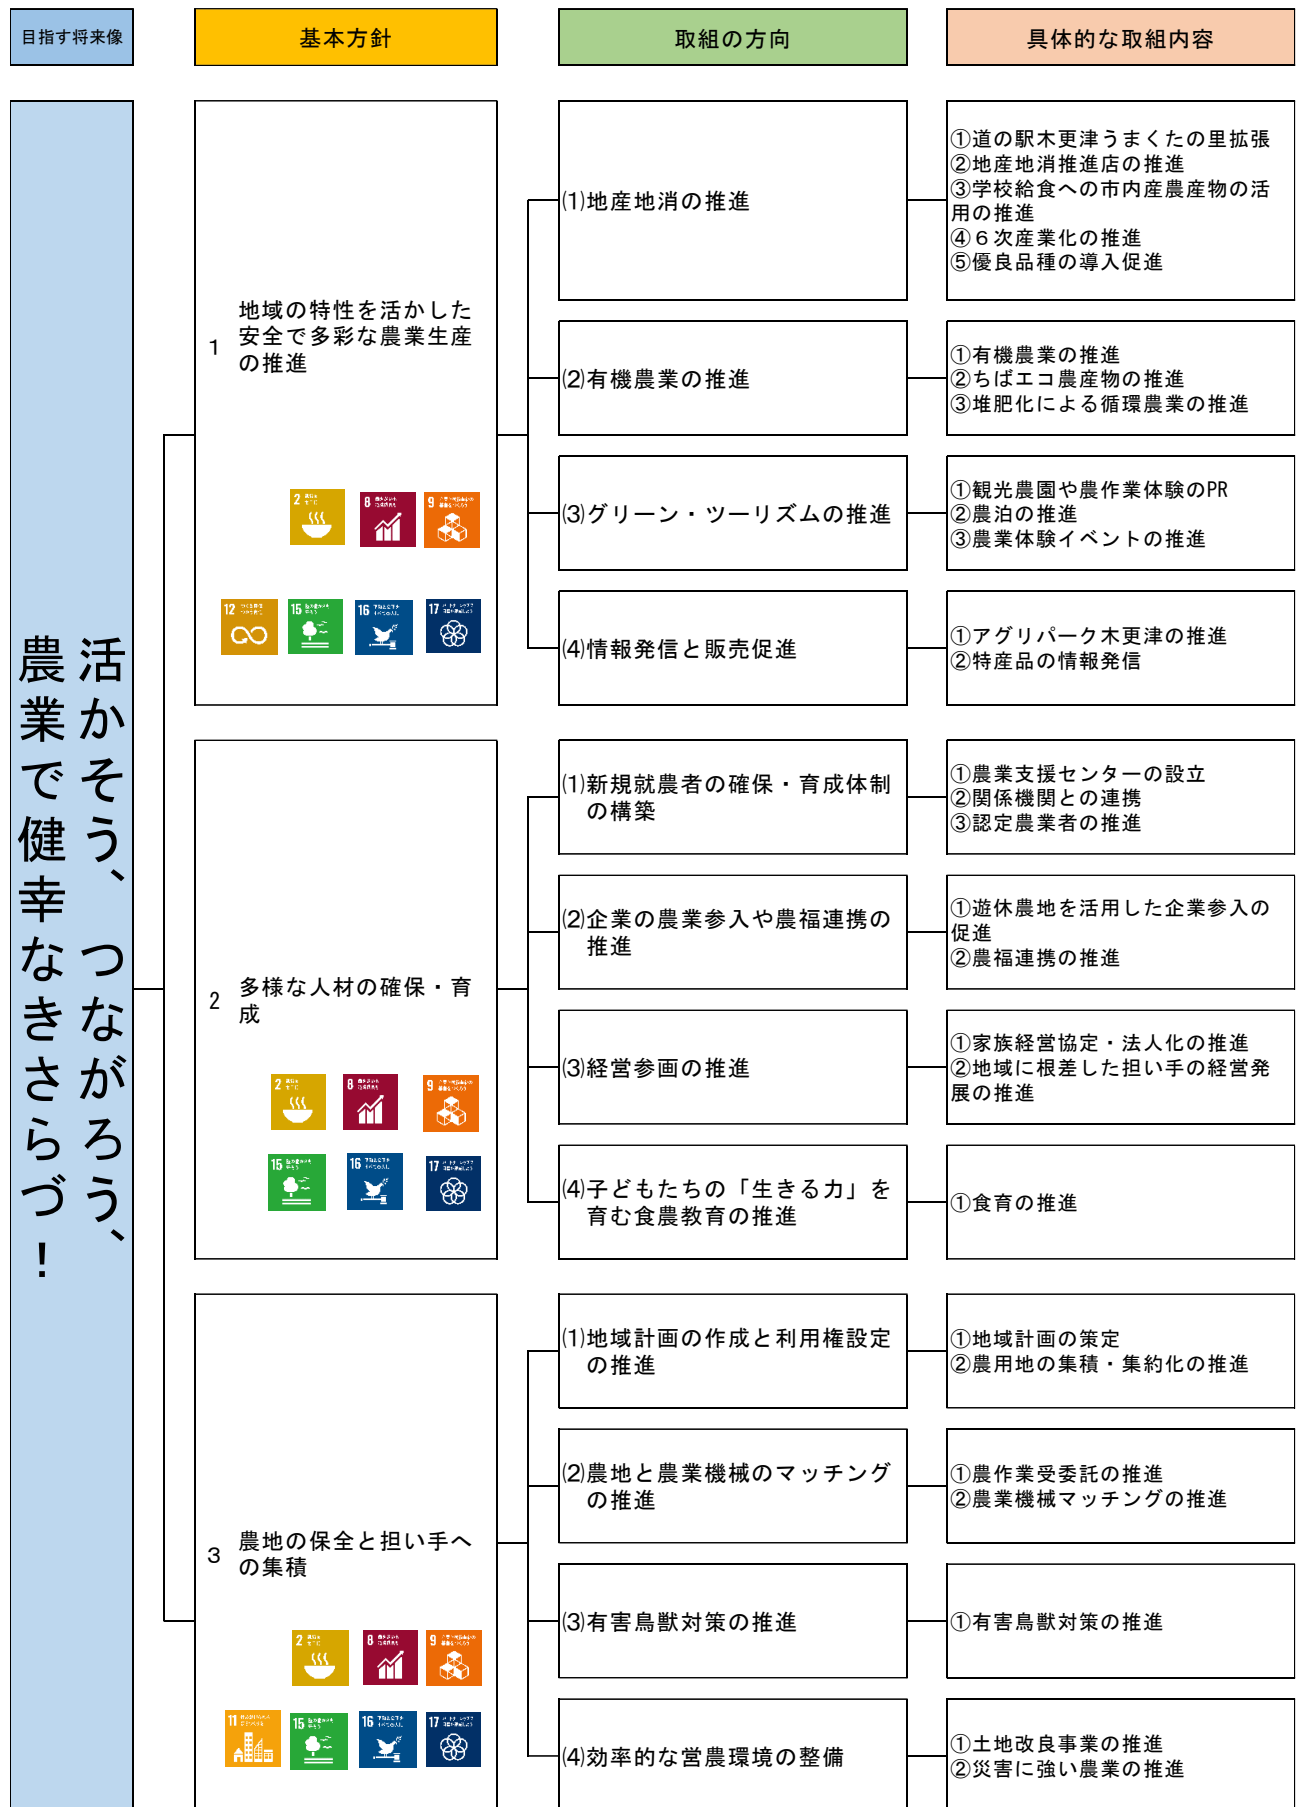 目指す将来像
基本方針
取組の方向
具体的な取組内容
活かそう、つながろう、
農業で健幸なきさらづ！
1
地域の特性を活かした
安全で多彩な農業生産
の推進
2
8
9
12
15
16
17
⑴地産地消の推進
①道の駅木更津うまくたの里拡張
②地産地消推進店の推進
③学校給食への市内産農産物の活
用の推進
④６次産業化の推進
⑤優良品種の導入促進
⑵有機農業の推進
①有機農業の推進
②ちばエコ農産物の推進
③堆肥化による循環農業の推進
⑶グリーン・ツーリズムの推進
①観光農園や農作業体験のPR
②農泊の推進
③農業体験イベントの推進
⑷情報発信と販売促進
①アグリパーク木更津の推進
②特産品の情報発信
2
多様な人材の確保・育
成
2
8
9
15
16
17
⑴新規就農者の確保・育成体制
の構築
①農業支援センターの設立
②関係機関との連携
③認定農業者の推進
⑵企業の農業参入や農福連携の
推進
①遊休農地を活用した企業参入の
促進
②農福連携の推進
⑶経営参画の推進
①家族経営協定・法人化の推進
②地域に根差した担い手の経営発
展の推進
⑷子どもたちの「生きる力」を
育む食農教育の推進
①食育の推進
3
農地の保全と担い手へ
の集積
2
8
9
11
15
16
17
⑴地域計画の作成と利用権設定
の推進
①地域計画の策定
②農用地の集積・集約化の推進
⑵農地と農業機械のマッチング
の推進
①農作業受委託の推進
②農業機械マッチングの推進
⑶有害鳥獣対策の推進
①有害鳥獣対策の推進
⑷効率的な営農環境の整備
①土地改良事業の推進
②災害に強い農業の推進